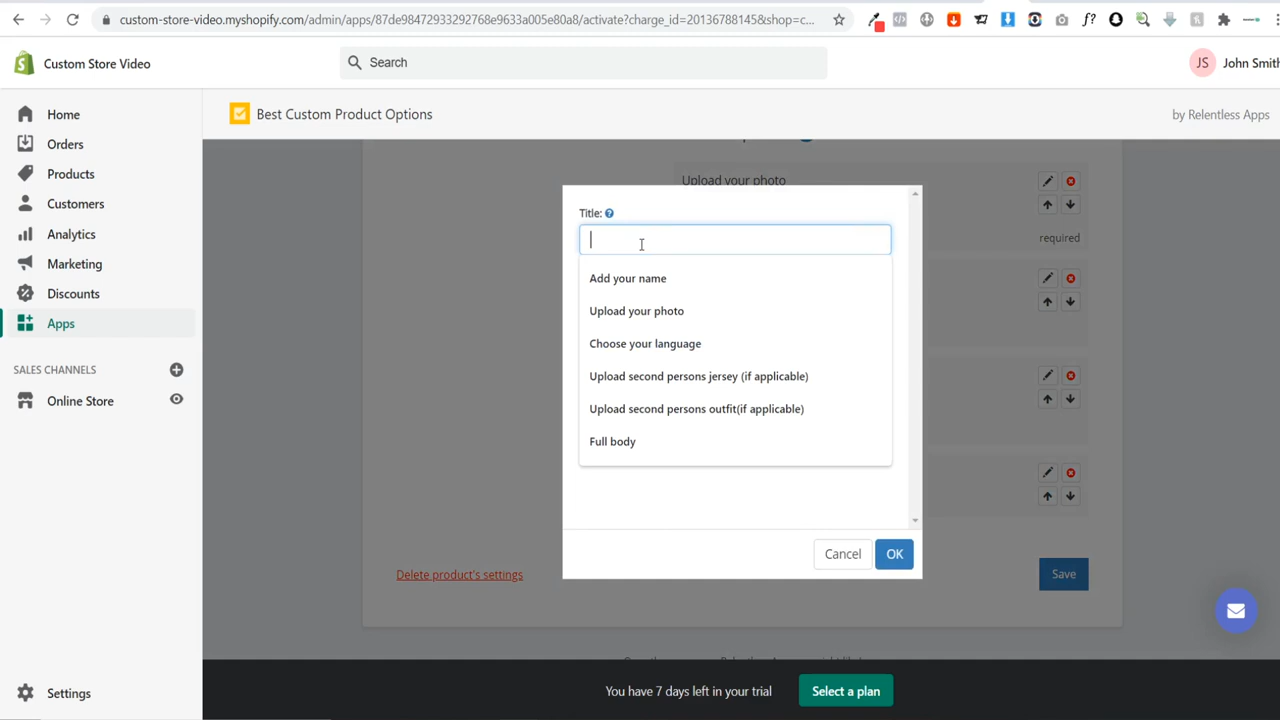 custom-store-video.myshopify.com/admin/apps/87de98472933292768e9633a005e80a8/activate?charge_id=201367881458&shop=c...
f?
Custom Store Video
Search
JS
John Smith
Home
Orders
Products
Customers
Analytics
Marketing
Discounts
Apps
SALES CHANNELS
Online Store
Settings
Best Custom Product Options
by Relentless Apps
Upload your photo
required
Title:
Add your name
Upload your photo
Choose your language
Upload second persons jersey (if applicable)
Upload second persons outfit(if applicable)
Full body
Cancel
OK
Delete product's settings
Save
You have 7 days left in your trial
Select a plan